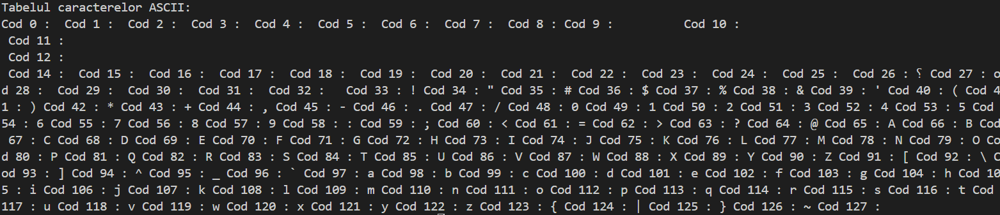 Tabelul caracterelor ASCII:
Cod 0 :  Cod 1 :  Cod 2 :  Cod 3 :  Cod 4 :  Cod 5 :  Cod 6 :  Cod 7 :  Cod 8 : Cod 9 :          Cod 10 :
 Cod 11 :
 Cod 12 :
 Cod 14 :  Cod 15 :  Cod 16 :  Cod 17 :  Cod 18 :  Cod 19 :  Cod 20 :  Cod 21 :  Cod 22 :  Cod 23 :  Cod 24 :  Cod 25 :  Cod 26 : ␦ Cod 27 : o
d 28 :  Cod 29 :  Cod 30 :  Cod 31 :  Cod 32 :   Cod 33 : ! Cod 34 : " Cod 35 : # Cod 36 : $ Cod 37 : % Cod 38 : & Cod 39 : ' Cod 40 : ( Cod 4
1 : ) Cod 42 : * Cod 43 : + Cod 44 : , Cod 45 : - Cod 46 : . Cod 47 : / Cod 48 : 0 Cod 49 : 1 Cod 50 : 2 Cod 51 : 3 Cod 52 : 4 Cod 53 : 5 Cod
54 : 6 Cod 55 : 7 Cod 56 : 8 Cod 57 : 9 Cod 58 : : Cod 59 : ; Cod 60 : < Cod 61 : = Cod 62 : > Cod 63 : ? Cod 64 : @ Cod 65 : A Cod 66 : B Cod
 67 : C Cod 68 : D Cod 69 : E Cod 70 : F Cod 71 : G Cod 72 : H Cod 73 : I Cod 74 : J Cod 75 : K Cod 76 : L Cod 77 : M Cod 78 : N Cod 79 : O Co
d 80 : P Cod 81 : Q Cod 82 : R Cod 83 : S Cod 84 : T Cod 85 : U Cod 86 : V Cod 87 : W Cod 88 : X Cod 89 : Y Cod 90 : Z Cod 91 : [ Cod 92 : \ C
od 93 : ] Cod 94 : ^ Cod 95 : _ Cod 96 : ` Cod 97 : a Cod 98 : b Cod 99 : c Cod 100 : d Cod 101 : e Cod 102 : f Cod 103 : g Cod 104 : h Cod 10
5 : i Cod 106 : j Cod 107 : k Cod 108 : l Cod 109 : m Cod 110 : n Cod 111 : o Cod 112 : p Cod 113 : q Cod 114 : r Cod 115 : s Cod 116 : t Cod
117 : u Cod 118 : v Cod 119 : w Cod 120 : x Cod 121 : y Cod 122 : z Cod 123 : { Cod 124 : | Cod 125 : } Cod 126 : ~ Cod 127 :